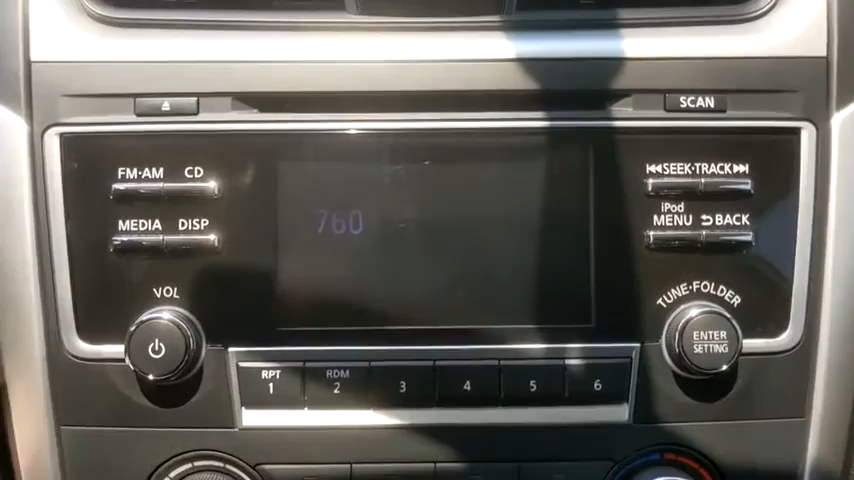 SCAN
FM·AM CD
MEDIA DISP
VOL
760
SEEK·TRACK
iPod
MENU BACK
TUNE·FOLDER
ENTER
SETTING
RPT RDM
1 2 3 4 5 6